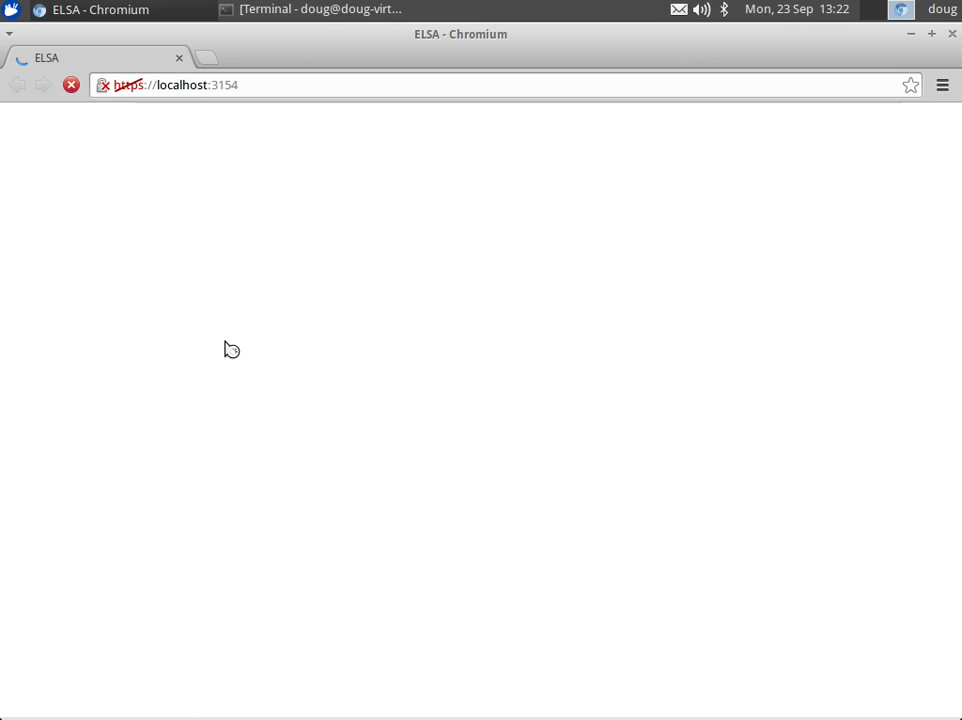 ELSA - Chromium [Terminal - doug@doug-virt... Mon, 23 Sep 13:22 doug
ELSA - Chromium
ELSA
https://localhost:3154